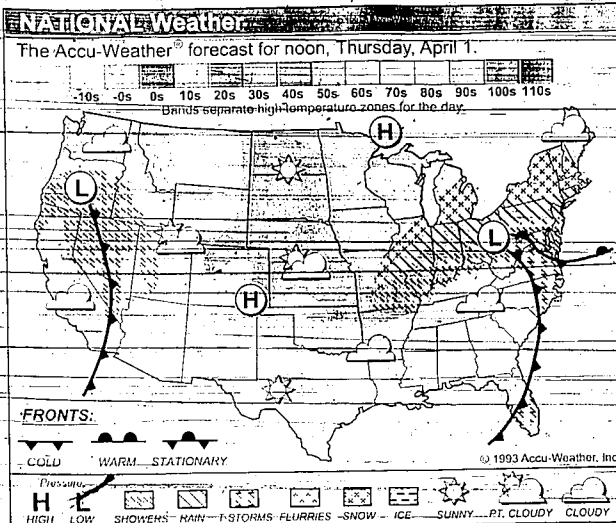 NATIONAL Weather
The Accu-Weather® forecast for noon, Thursday, April 1.
-10s -0s 0s 10s 20s 30s 40s 50s 60s 70s 80s 90s 100s 110s
Bands separate high temperature zones for the day.
H
L
L
H
FRONTS:
COLD WARM STATIONARY
© 1993 Accu-Weather, Inc
Pressure
H L
HIGH LOW SHOWERS RAIN T-STORMS FLURRIES SNOW ICE SUNNY PT. CLOUDY CLOUDY